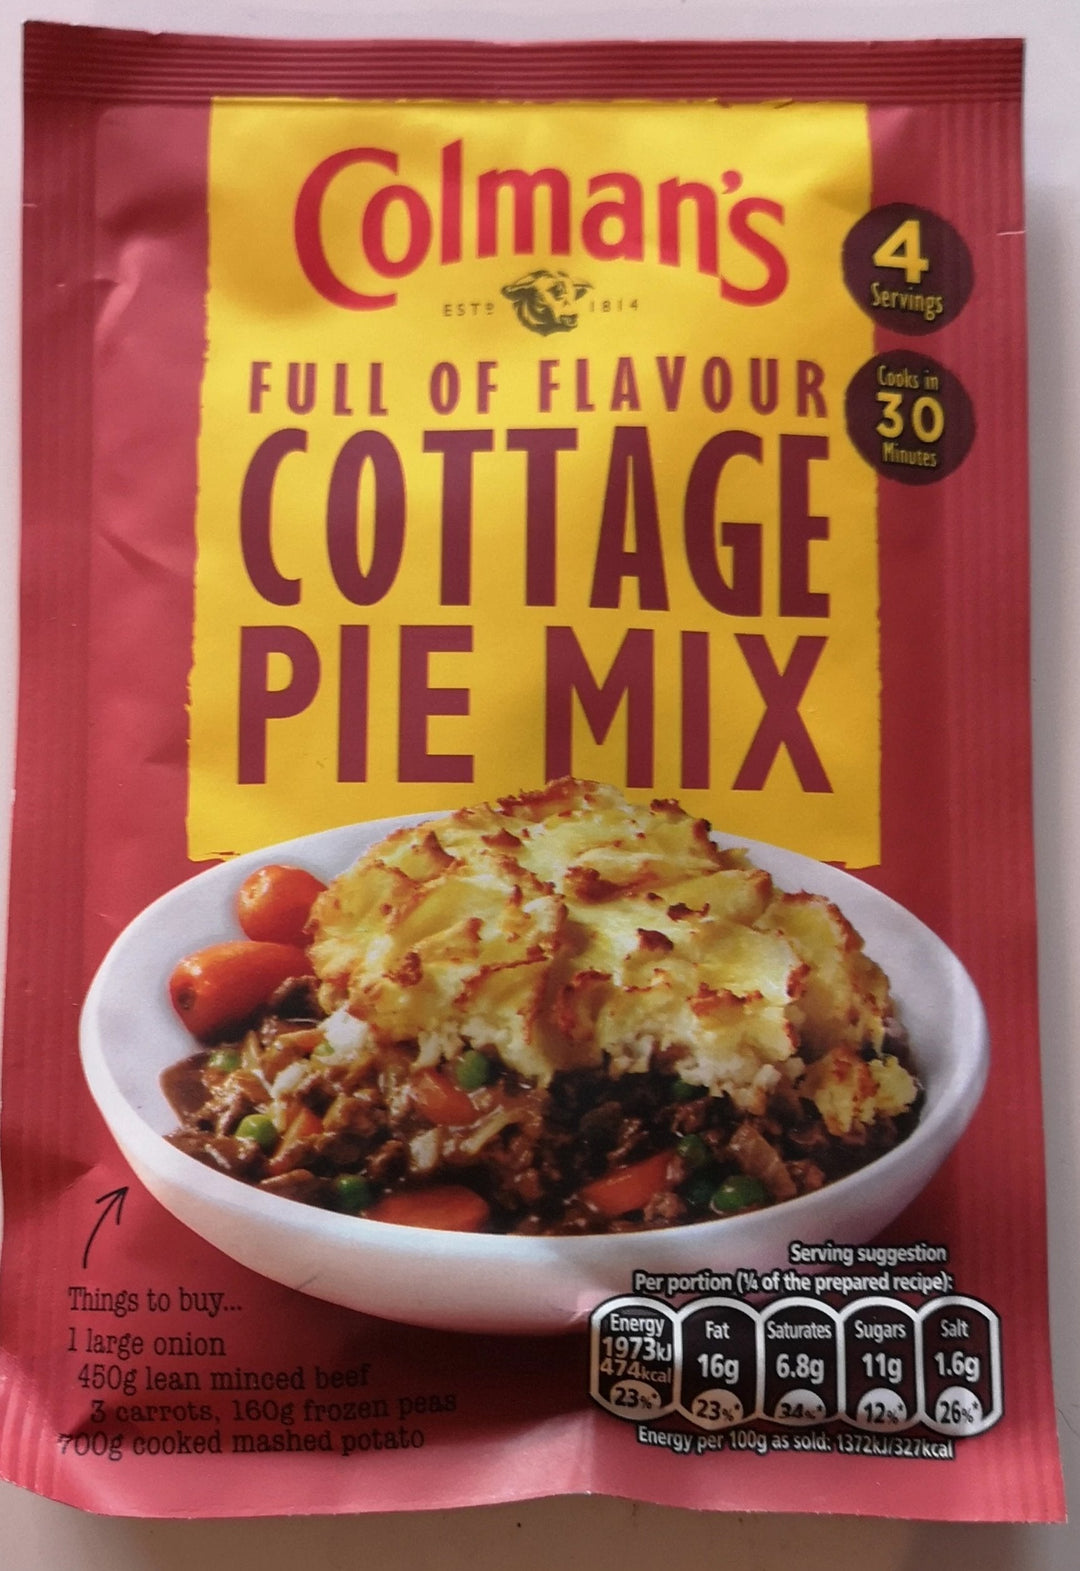 Colman's
ESTD 1814
FULL OF FLAVOUR
COTTAGE
PIE MIX
4
Servings
Cooks in
30
Minutes
Things to buy...
1 large onion
450g lean minced beef
3 carrots, 160g frozen peas
700g cooked mashed potato
Serving suggestion
Per portion (¼ of the prepared recipe):
Energy
1973kJ
474kcal
23%*
Fat
16g
23%*
Saturates
6.8g
34%*
Sugars
11g
12%*
Salt
1.6g
26%*
Energy per 100g as sold: 1372kJ/327kcal